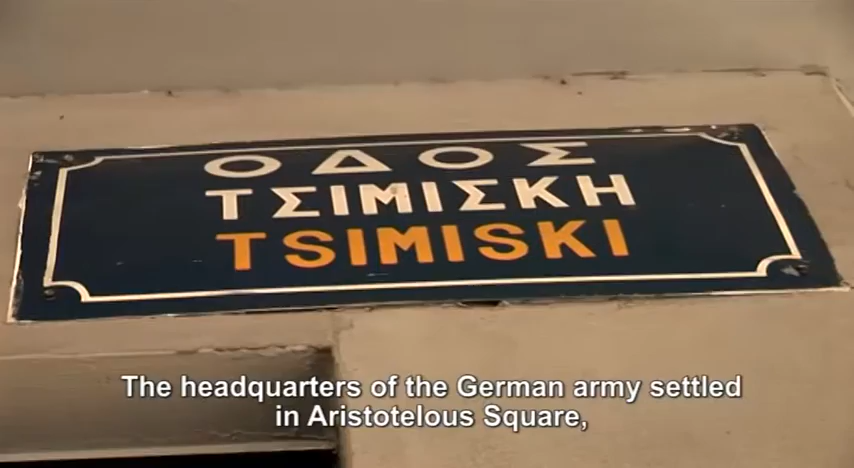 ΟΔΟΣ
ΤΣΙΜΙΣΚΗ
TSIMISKI
The headquarters of the German army settled
in Aristotelous Square,